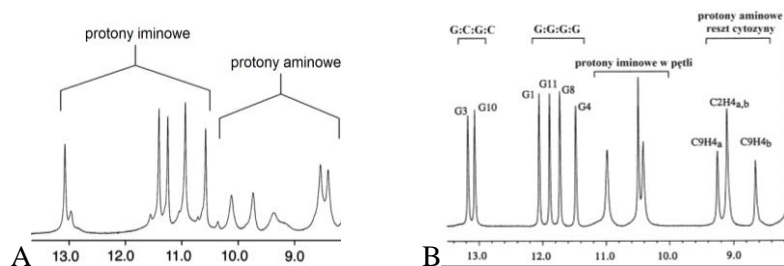 protony iminowe
protony aminowe
13.0 12.0 11.0 10.0 9.0
A
G:C:G:C
G:G:G:G
protony aminowe
reszt cytozyny
protony iminowe w pętli
G3 G10
G1 G11 G8 G4
C2H4a,b
C9H4a C9H4b
13.0 12.0 11.0 10.0 9.0
B